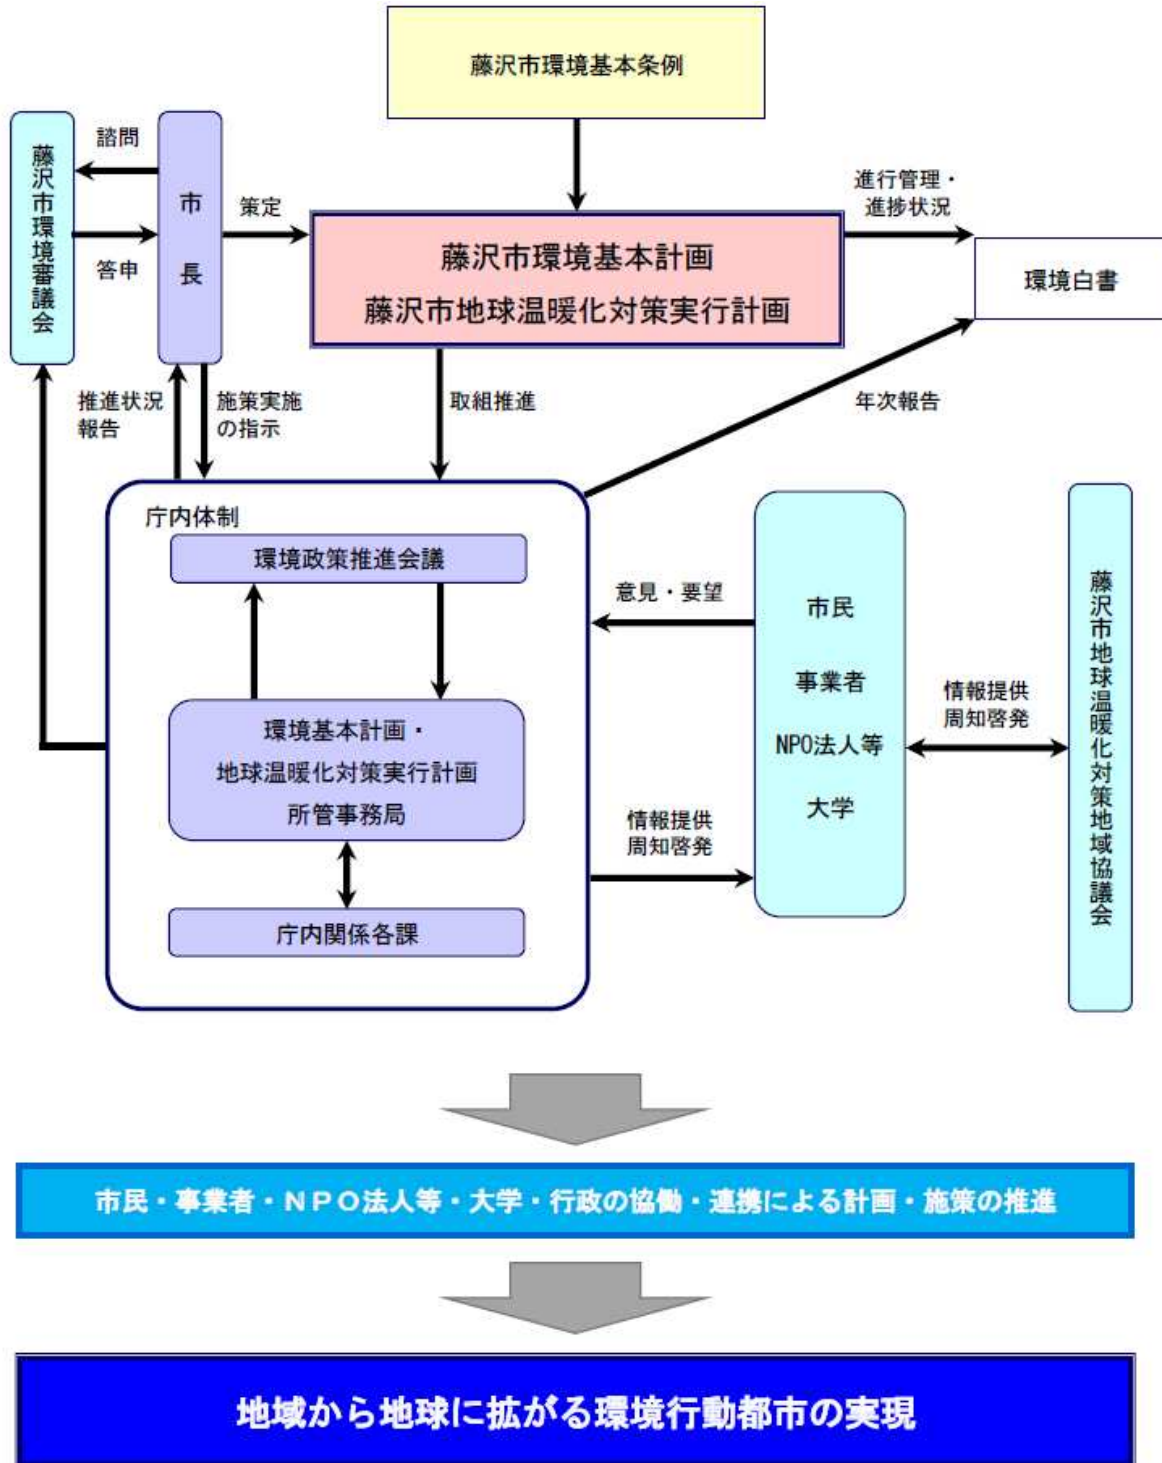 藤沢市環境基本条例
藤沢市環境審議会
諮問
答申
市長
策定
藤沢市環境基本計画
藤沢市地球温暖化対策実行計画
進行管理・
進捗状況
環境白書
推進状況
報告
施策実施
の指示
取組推進
年次報告
庁内体制
環境政策推進会議
環境基本計画・
地球温暖化対策実行計画
所管事務局
庁内関係各課
意見・要望
情報提供
周知啓発
市民
事業者
NPO法人等
大学
情報提供
周知啓発
藤沢市地球温暖化対策地域協議会
市民・事業者・ＮＰＯ法人等・大学・行政の協働・連携による計画・施策の推進
地域から地球に拡がる環境行動都市の実現